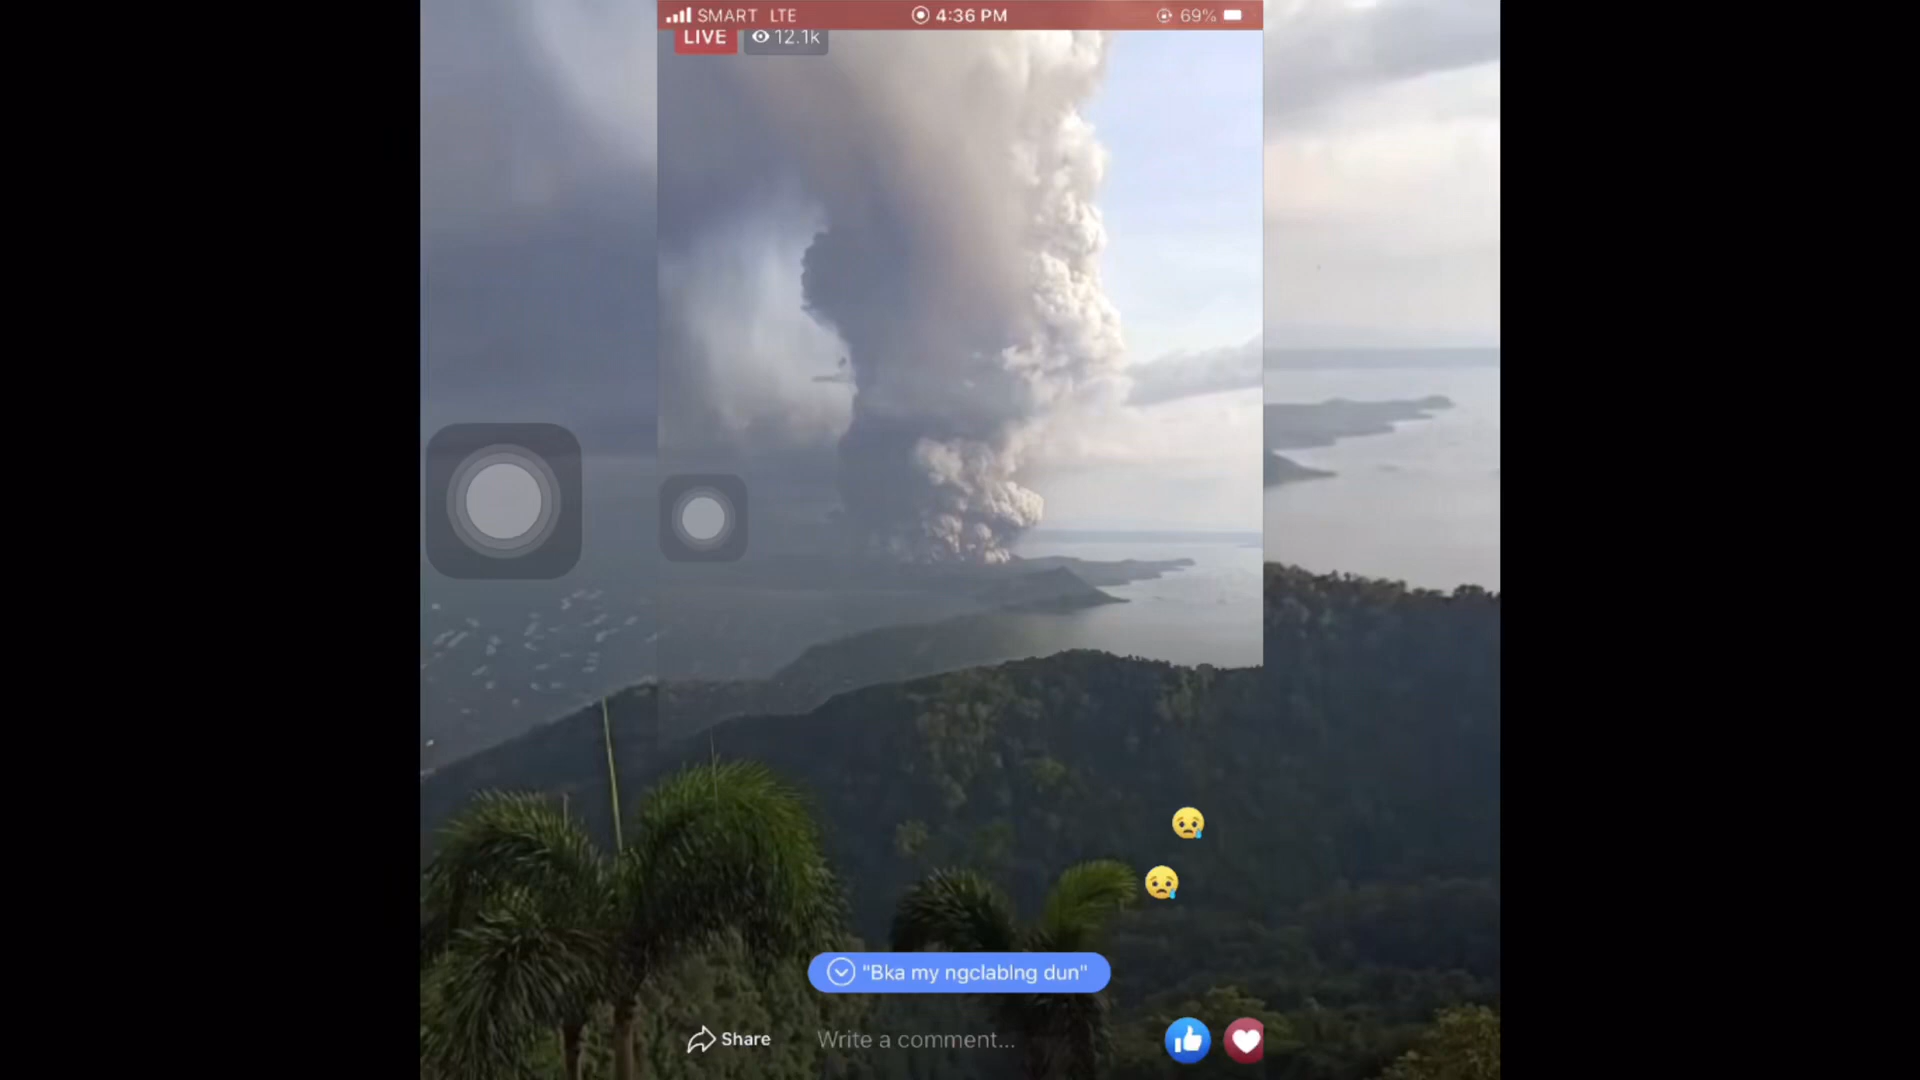 SMART LTE 4:36 PM 69%
LIVE 12.1k
"Bka my ngclablng dun"
Share Write a comment...